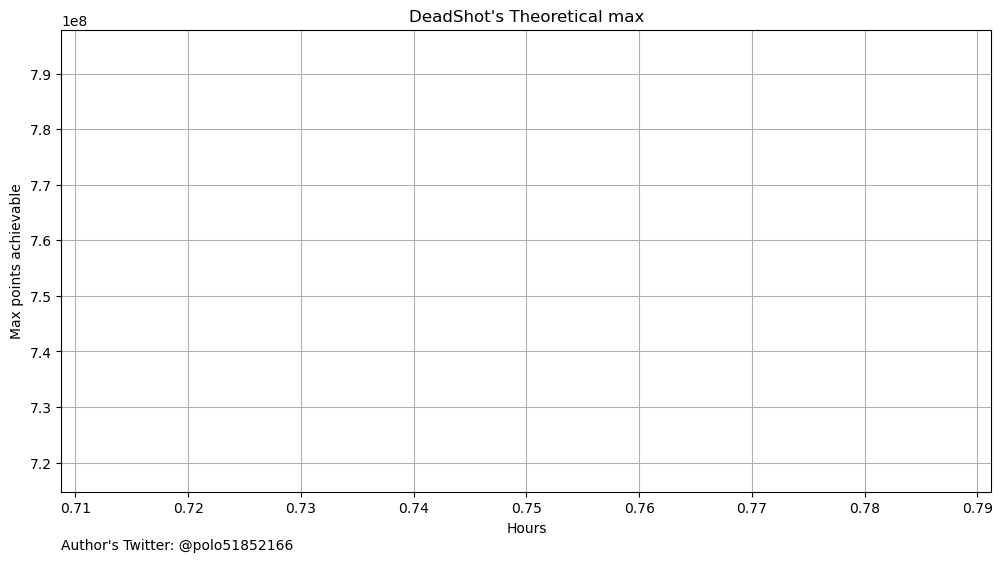 DeadShot's Theoretical max
1e8
7.9
7.8
7.7
7.6
7.5
7.4
7.3
7.2
Max points achievable
0.71 0.72 0.73 0.74 0.75 0.76 0.77 0.78 0.79
Hours
Author's Twitter: @polo51852166